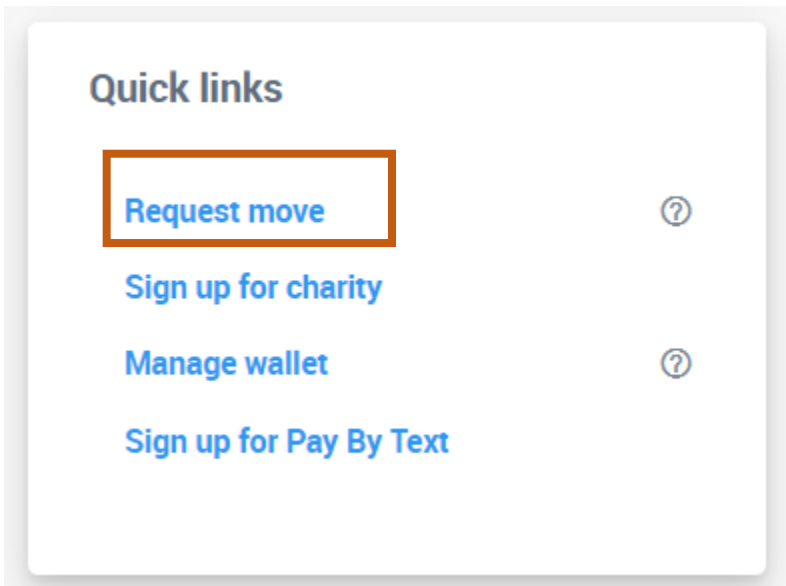 Quick links
Request move
Sign up for charity
Manage wallet
Sign up for Pay By Text